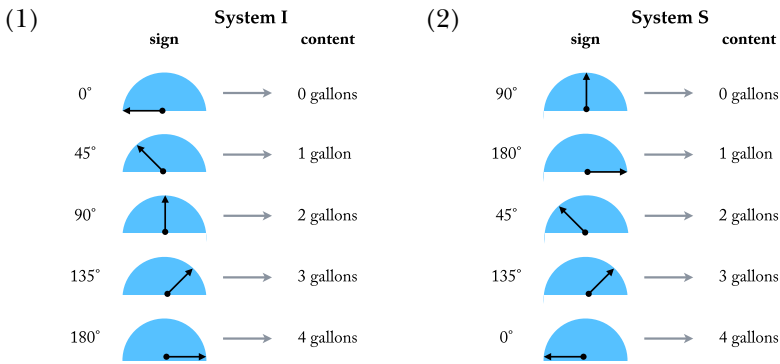 (1) System I
sign content
0° 0 gallons
45° 1 gallon
90° 2 gallons
135° 3 gallons
180° 4 gallons
(2) System S
sign content
90° 0 gallons
180° 1 gallon
45° 2 gallons
135° 3 gallons
0° 4 gallons